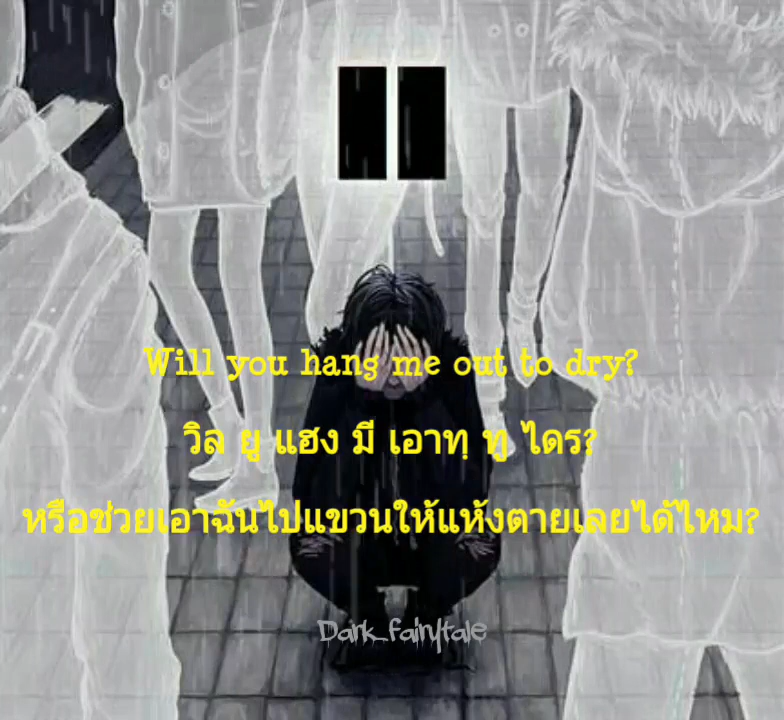 Will you hang me out to dry?
วิล ยู แฮง มี เอาทฺ ทู ไดร?
หรือช่วยเอาฉันไปแขวนให้แห้งตายเลยได้ไหม?
Dark_fairytale